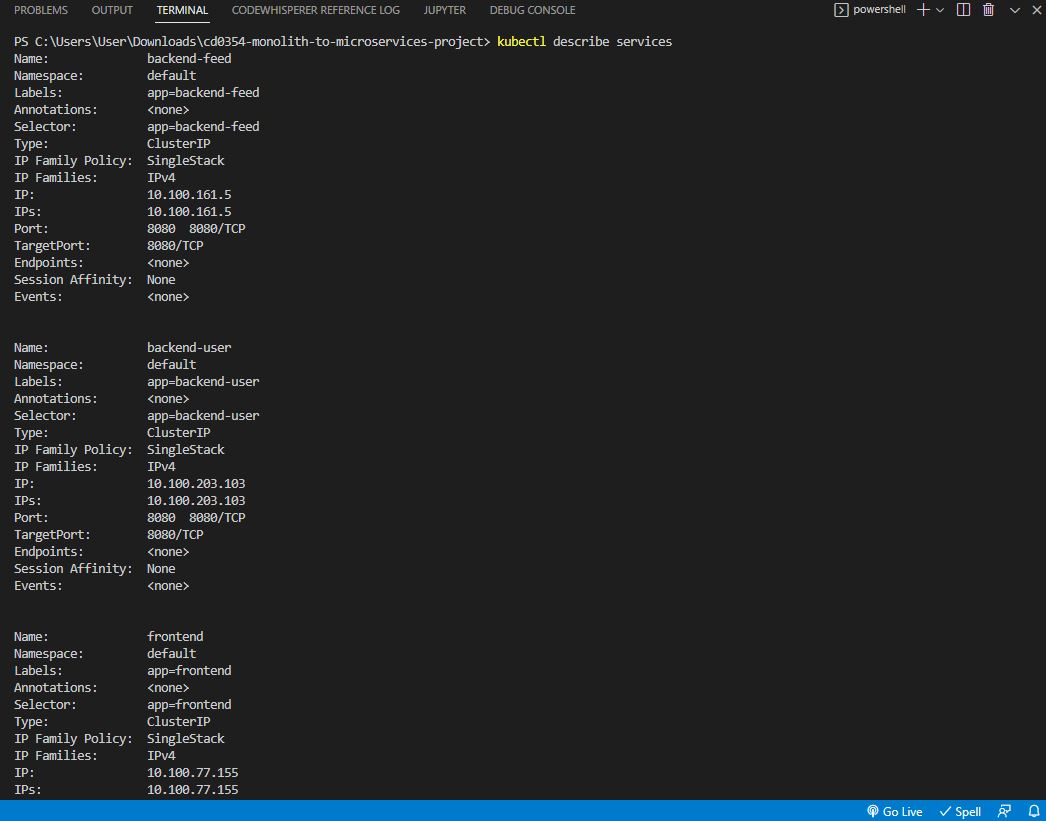 PROBLEMS OUTPUT TERMINAL CODEWHISPERER REFERENCE LOG JUPYTER DEBUG CONSOLE powershell
PS C:\Users\User\Downloads\cd0354-monolith-to-microservices-project> kubectl describe services
Name: backend-feed
Namespace: default
Labels: app=backend-feed
Annotations: <none>
Selector: app=backend-feed
Type: ClusterIP
IP Family Policy: SingleStack
IP Families: IPv4
IP: 10.100.161.5
IPs: 10.100.161.5
Port: 8080 8080/TCP
TargetPort: 8080/TCP
Endpoints: <none>
Session Affinity: None
Events: <none>
Name: backend-user
Namespace: default
Labels: app=backend-user
Annotations: <none>
Selector: app=backend-user
Type: ClusterIP
IP Family Policy: SingleStack
IP Families: IPv4
IP: 10.100.203.103
IPs: 10.100.203.103
Port: 8080 8080/TCP
TargetPort: 8080/TCP
Endpoints: <none>
Session Affinity: None
Events: <none>
Name: frontend
Namespace: default
Labels: app=frontend
Annotations: <none>
Selector: app=frontend
Type: ClusterIP
IP Family Policy: SingleStack
IP Families: IPv4
IP: 10.100.77.155
IPs: 10.100.77.155
Go Live Spell